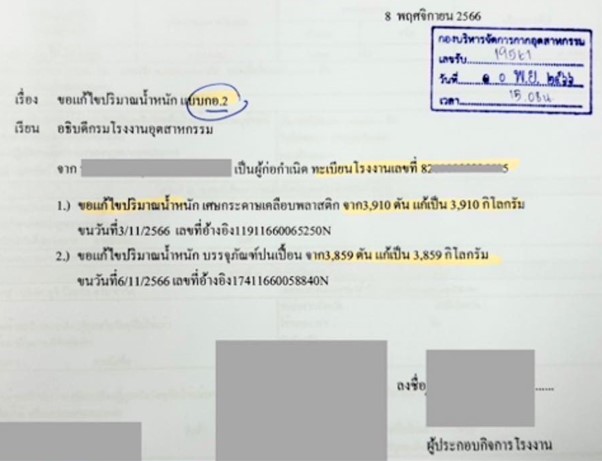 8 พฤศจิกายน 2566
กองบริหารจัดการกากอุตสาหกรรม
เลขรับ 19561
วันที่ ๑ ๐ พ.ย. ๒๕๖๖
เวลา 15.08น.
เรื่อง ขอแก้ไขปริมาณน้ำหนัก แบบกอ.2
เรียน อธิบดีกรมโรงงานอุตสาหกรรม
จาก เป็นผู้ก่อกำเนิด ทะเบียนโรงงานเลขที่ 82 5
1.) ขอแก้ไขปริมาณน้ำหนัก เศษกระดาษเคลือบพลาสติก จาก3,910 ตัน แก้เป็น 3,910 กิโลกรัม
ขนวันที่3/11/2566 เลขที่อ้างอิง11911660065250N
2.) ขอแก้ไขปริมาณน้ำหนัก บรรจุภัณฑ์ปนเปื้อน จาก3,859 ตัน แก้เป็น 3,859 กิโลกรัม
ขนวันที่6/11/2566 เลขที่อ้างอิง17411660058840N
ลงชื่อ ......
ผู้ประกอบกิจการโรงงาน